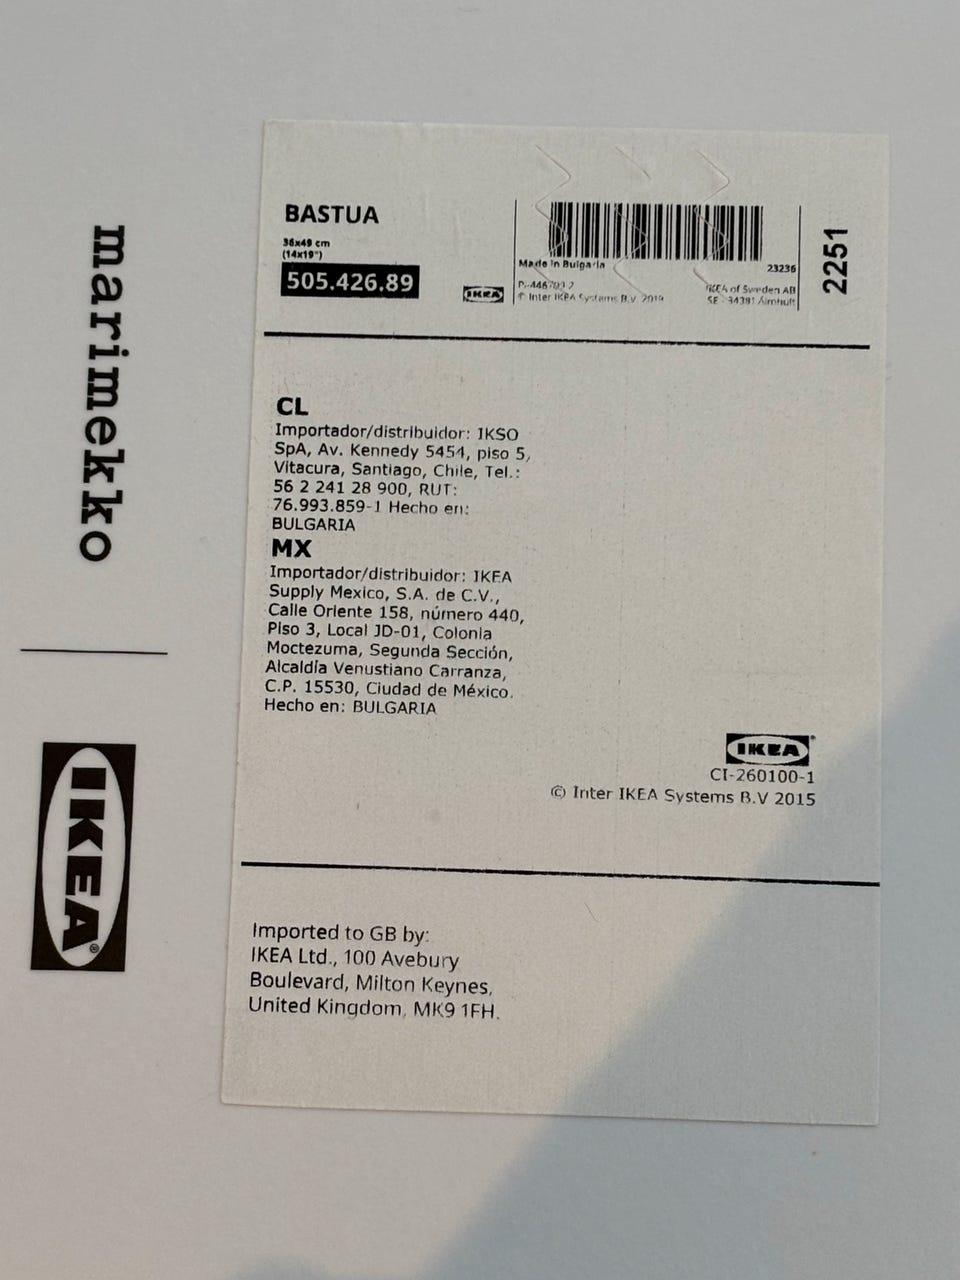 marimekko
IKEA®
BASTUA
36x49 cm
(14x19")
505.426.89
IKEA
Made in Bulgaria
23236
© Inter IKEA Systems B.V. 2019
IKEA of Sweden AB
SE - 34381 Älmhult
2251
CL
Importador/distribuidor: IKSO
SpA, Av. Kennedy 5454, piso 5,
Vitacura, Santiago, Chile, Tel.:
56 2 241 28 900, RUT:
76.993.859-1 Hecho en:
BULGARIA
MX
Importador/distribuidor: IKEA
Supply Mexico, S.A. de C.V.,
Calle Oriente 158, número 440,
Piso 3, Local JD-01, Colonia
Moctezuma, Segunda Sección,
Alcaldía Venustiano Carranza,
C.P. 15530, Ciudad de México.
Hecho en: BULGARIA
IKEA®
CI-260100-1
© Inter IKEA Systems B.V 2015
Imported to GB by:
IKEA Ltd., 100 Avebury
Boulevard, Milton Keynes,
United Kingdom, MK9 1FH.